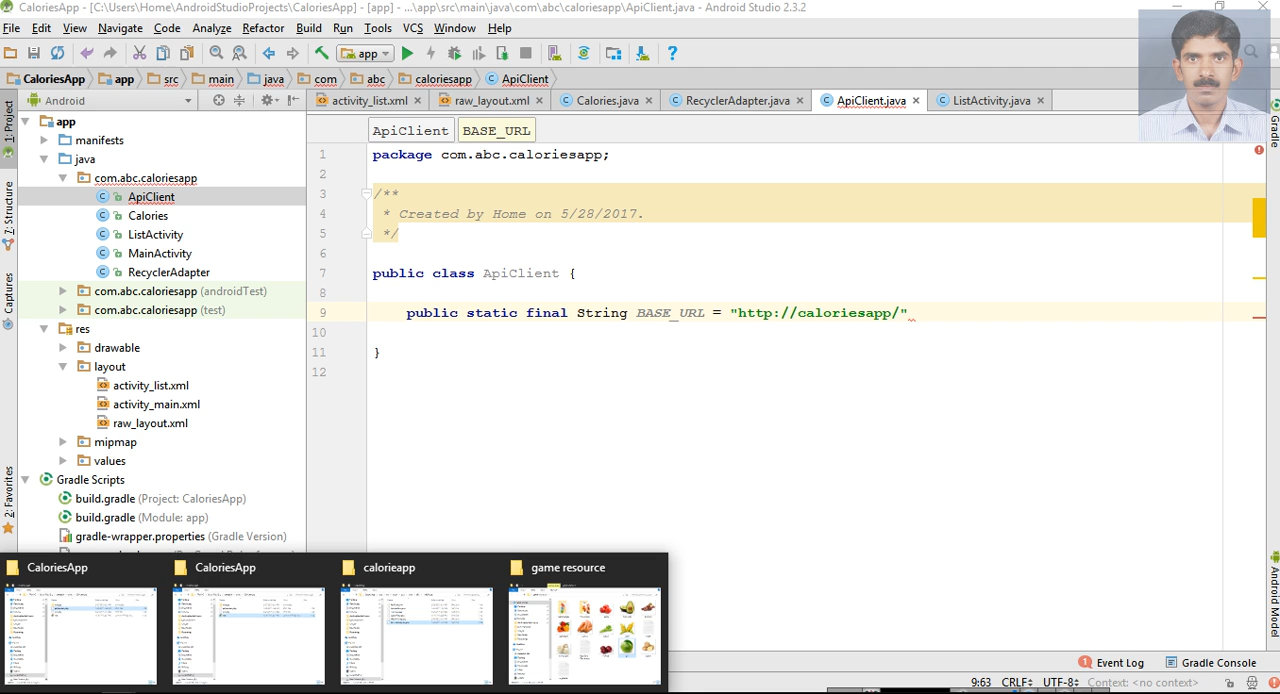 CaloriesApp - [C:\Users\Home\AndroidStudioProjects\CaloriesApp] - [app] - ...\app\src\main\java\com\abc\caloriesapp\ApiClient.java - Android Studio 2.3.2
File Edit View Navigate Code Analyze Refactor Build Run Tools VCS Window Help
app
CaloriesApp app src main java com abc caloriesapp ApiClient
Android
activity_list.xml raw_layout.xml Calories.java RecyclerAdapter.java ApiClient.java ListActivity.java
1: Project
7: Structure
Captures
2: Favorites
app
manifests
java
com.abc.caloriesapp
ApiClient
Calories
ListActivity
MainActivity
RecyclerAdapter
com.abc.caloriesapp (androidTest)
com.abc.caloriesapp (test)
res
drawable
layout
activity_list.xml
activity_main.xml
raw_layout.xml
mipmap
values
Gradle Scripts
build.gradle (Project: CaloriesApp)
build.gradle (Module: app)
gradle-wrapper.properties (Gradle Version)
ApiClient BASE_URL
1 package com.abc.caloriesapp;
2
3 /**
4 * Created by Home on 5/28/2017.
5 */
6
7 public class ApiClient {
8
9 public static final String BASE_URL = "http://caloriesapp/"
10
11 }
12
Gradle
Android Model
CaloriesApp CaloriesApp calorieapp game resource
Event Log Gradle Console
9:63 CRLF UTF-8 Context: <no context>